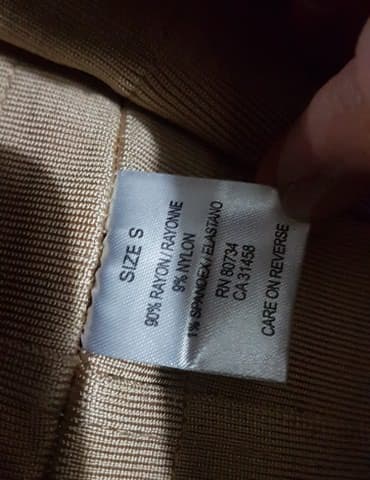 SIZE S
90% RAYON / RAYONNE
9% NYLON
1% SPANDEX / ELASTANO
RN 80734
CA 31458
CARE ON REVERSE